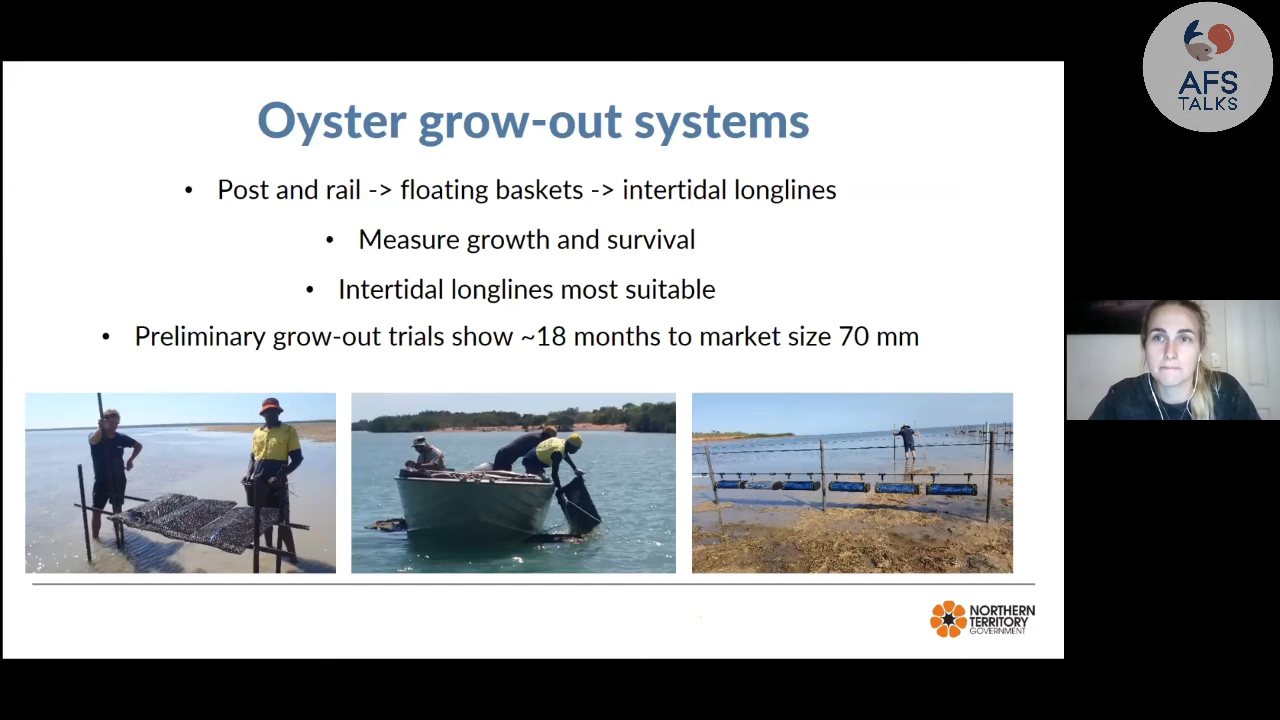 AFS
TALKS
Oyster grow-out systems
• Post and rail -> floating baskets -> intertidal longlines
• Measure growth and survival
• Intertidal longlines most suitable
• Preliminary grow-out trials show ~18 months to market size 70 mm
NORTHERN
TERRITORY
GOVERNMENT